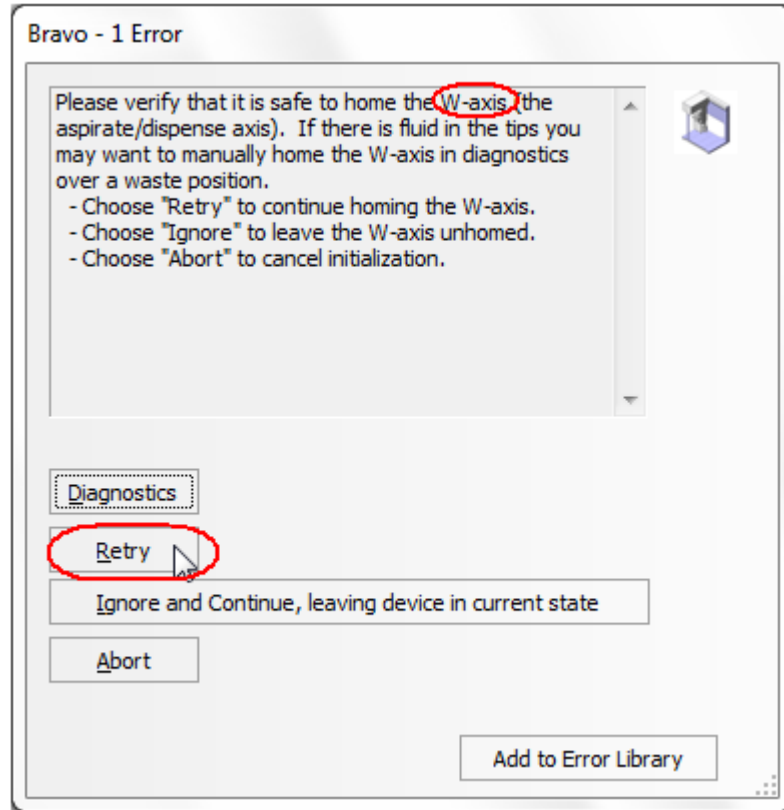 Bravo - 1 Error
Please verify that it is safe to home the W-axis (the
aspirate/dispense axis).  If there is fluid in the tips you
may want to manually home the W-axis in diagnostics
over a waste position.
- Choose "Retry" to continue homing the W-axis.
- Choose "Ignore" to leave the W-axis unhomed.
- Choose "Abort" to cancel initialization.
Diagnostics
Retry
Ignore and Continue, leaving device in current state
Abort
Add to Error Library